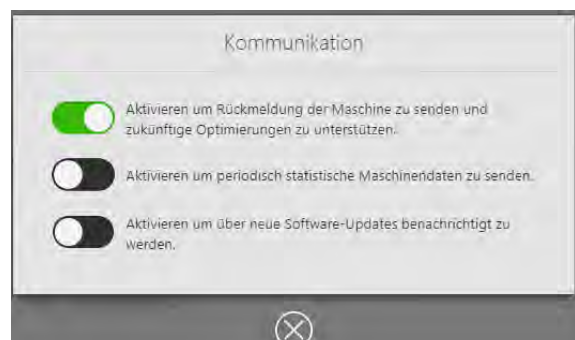 Kommunikation
Aktivieren um Rückmeldung der Maschine zu senden und
zukünftige Optimierungen zu unterstützen.
Aktivieren um periodisch statistische Maschinendaten zu senden.
Aktivieren um über neue Software-Updates benachrichtigt zu
werden.